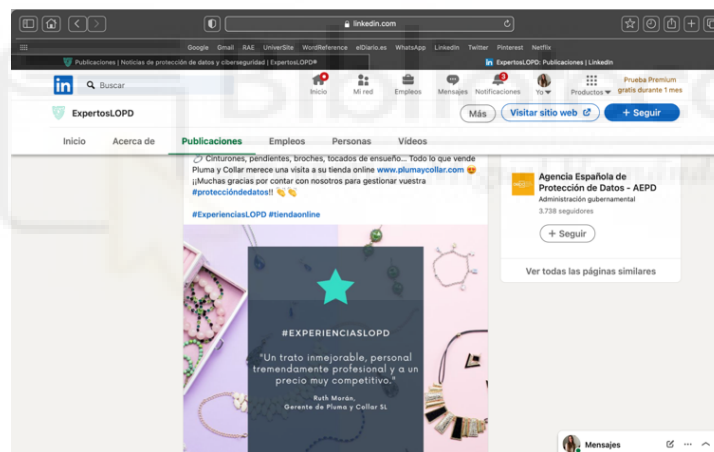 linkedin.com
Google Gmail RAE UniverSite WordReference elDiario.es WhatsApp Linkedin Twitter Pinterest Netflix
Publicaciones | Noticias de protección de datos y ciberseguridad | ExpertosLOPD®
in ExpertosLOPD: Publicaciones | LinkedIn
in
Buscar
Inicio
Mi red
Empleos
Mensajes
Notificaciones
Yo
Productos
Prueba Premium
gratis durante 1 mes
ExpertosLOPD
Más
Visitar sitio web
+ Seguir
Inicio
Acerca de
Publicaciones
Empleos
Personas
Vídeos
Cinturones, pendientes, broches, tocados de ensueño... Todo lo que vende
Pluma y Collar merece una visita a su tienda online www.plumaycollar.com
¡¡Muchas gracias por contar con nosotros para gestionar vuestra
#proteccióndedatos!!
#ExperienciasLOPD #tiendaonline
#EXPERIENCIASLOPD
"Un trato inmejorable, personal
tremendamente profesional y a un
precio muy competitivo."
Ruth Morán,
Gerente de Pluma y Collar SL
Agencia Española de
Protección de Datos - AEPD
Administración gubernamental
3.738 seguidores
+ Seguir
Ver todas las páginas similares
Mensajes